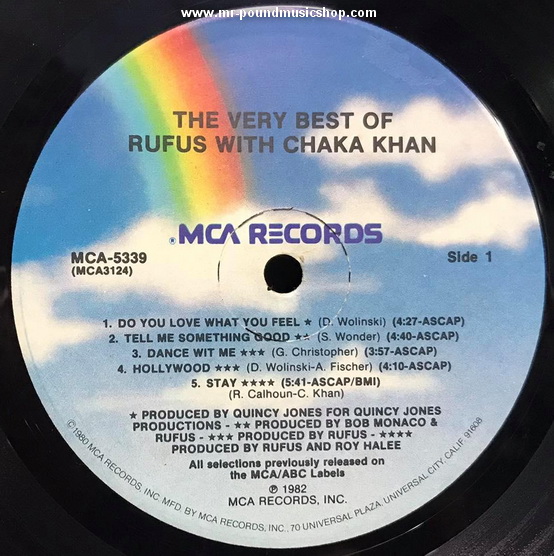 www.mr-poundmusicshop.com
THE VERY BEST OF
RUFUS WITH CHAKA KHAN
® MCA RECORDS
MCA-5339
(MCA3124)
Side 1
1. DO YOU LOVE WHAT YOU FEEL ★ (D. Wolinski) (4:27-ASCAP)
2. TELL ME SOMETHING GOOD ★★ (S. Wonder) (4:40-ASCAP)
3. DANCE WIT ME ★★★ (G. Christopher) (3:57-ASCAP)
4. HOLLYWOOD ★★★ (D. Wolinski-A. Fischer) (4:10-ASCAP)
5. STAY ★★★★ (5:41-ASCAP/BMI)
(R. Calhoun-C. Khan)
★ PRODUCED BY QUINCY JONES FOR QUINCY JONES
PRODUCTIONS - ★★ PRODUCED BY BOB MONACO &
RUFUS - ★★★ PRODUCED BY RUFUS - ★★★★
PRODUCED BY RUFUS AND ROY HALEE
All selections previously released on
the MCA/ABC Labels
℗ 1982
MCA RECORDS, INC.
©1980 MCA RECORDS, INC. MFD. BY MCA RECORDS, INC., 70 UNIVERSAL PLAZA, UNIVERSAL CITY, CALIF. 91608